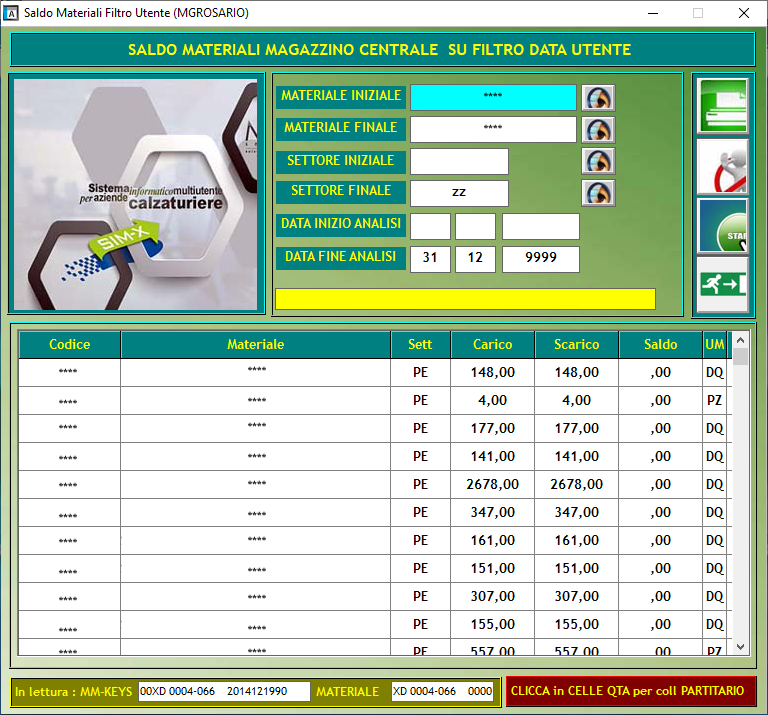 Saldo Materiali Filtro Utente (MGROSARIO)
SALDO MATERIALI MAGAZZINO CENTRALE SU FILTRO DATA UTENTE
Sistema informatico multiutente
per aziende calzaturiere
SIM-X
MATERIALE INIZIALE ****
MATERIALE FINALE ****
SETTORE INIZIALE
SETTORE FINALE zz
DATA INIZIO ANALISI
DATA FINE ANALISI 31 12 9999
Codice Materiale Sett Carico Scarico Saldo UM
**** **** PE 148,00 148,00 ,00 DQ
**** **** PE 4,00 4,00 ,00 PZ
**** **** PE 177,00 177,00 ,00 DQ
**** **** PE 141,00 141,00 ,00 DQ
**** **** PE 2678,00 2678,00 ,00 DQ
**** **** PE 347,00 347,00 ,00 DQ
**** **** PE 161,00 161,00 ,00 DQ
**** **** PE 151,00 151,00 ,00 DQ
**** **** PE 307,00 307,00 ,00 DQ
**** **** PE 155,00 155,00 ,00 DQ
**** **** PE 557,00 557,00 ,00 PZ
In lettura : MM-KEYS 00XD 0004-066 2014121990 MATERIALE XD 0004-066 0000
CLICCA in CELLE QTA per coll PARTITARIO